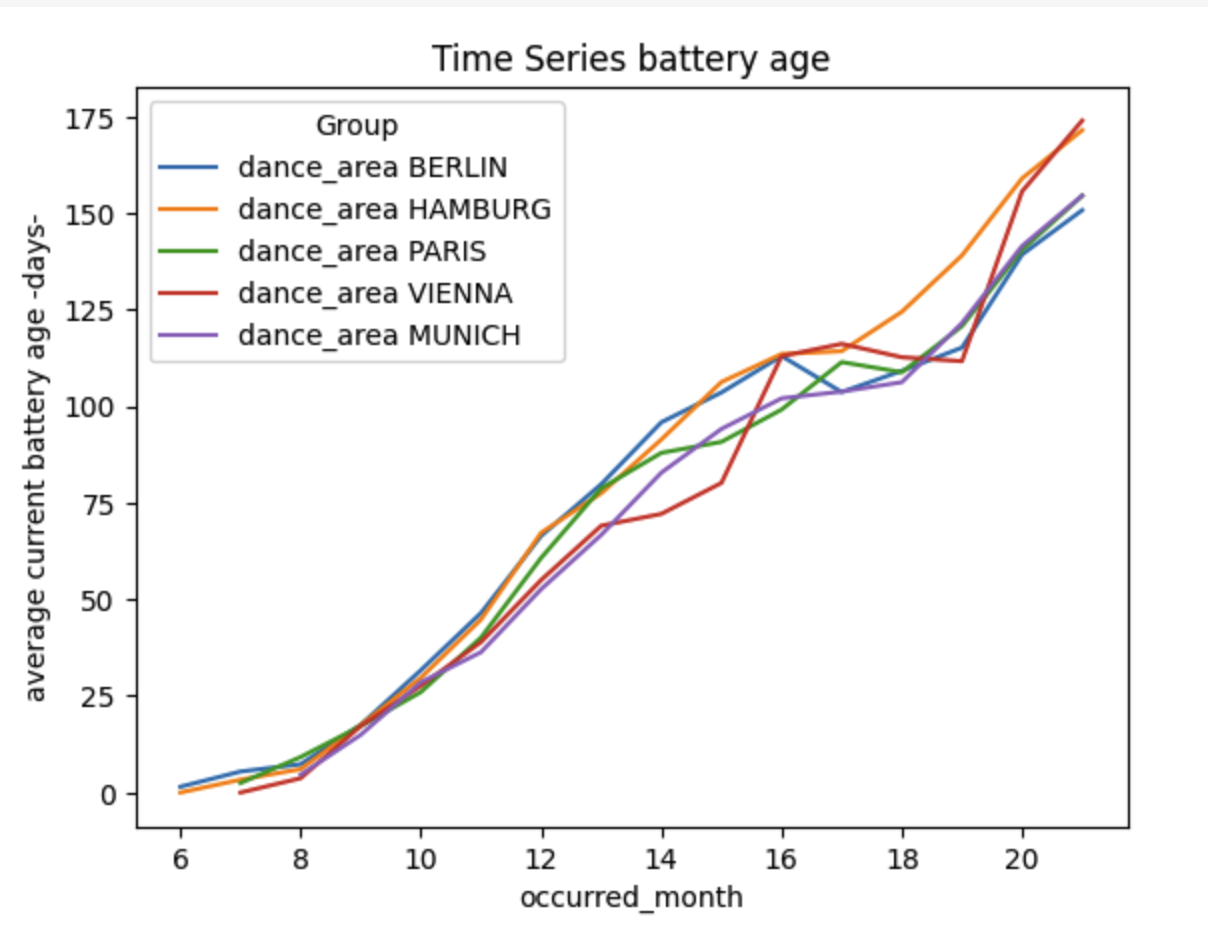 Time Series battery age
Group
dance_area BERLIN
dance_area HAMBURG
dance_area PARIS
dance_area VIENNA
dance_area MUNICH
average current battery age -days-
175
150
125
100
75
50
25
0
6 8 10 12 14 16 18 20
occurred_month